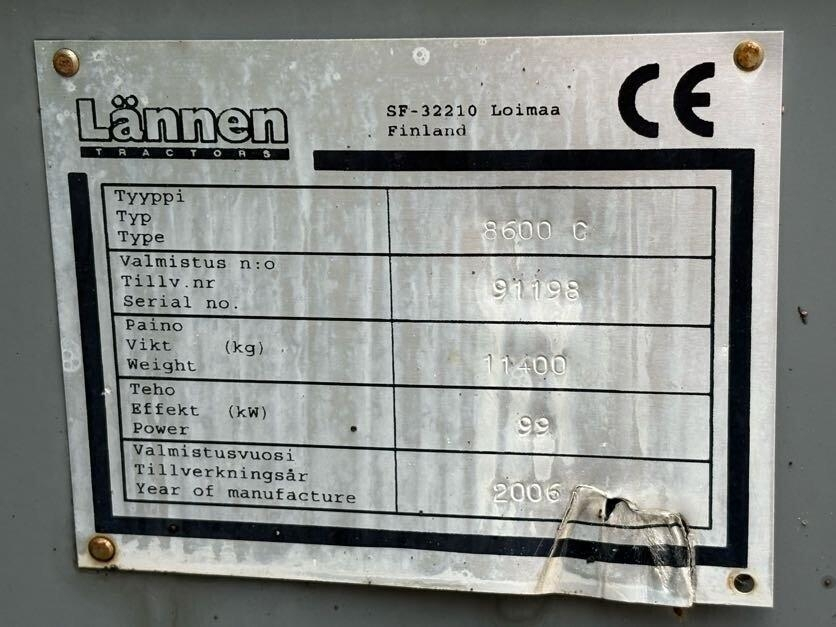 Lännen
TRACTORS
SF-32210 Loimaa
Finland
CE
Tyyppi
Typ
Type
8600 C
Valmistus n:o
Tillv.nr
Serial no.
91198
Paino
Vikt (kg)
Weight
11400
Teho
Effekt (kW)
Power
99
Valmistusvuosi
Tillverkningsår
Year of manufacture
2006